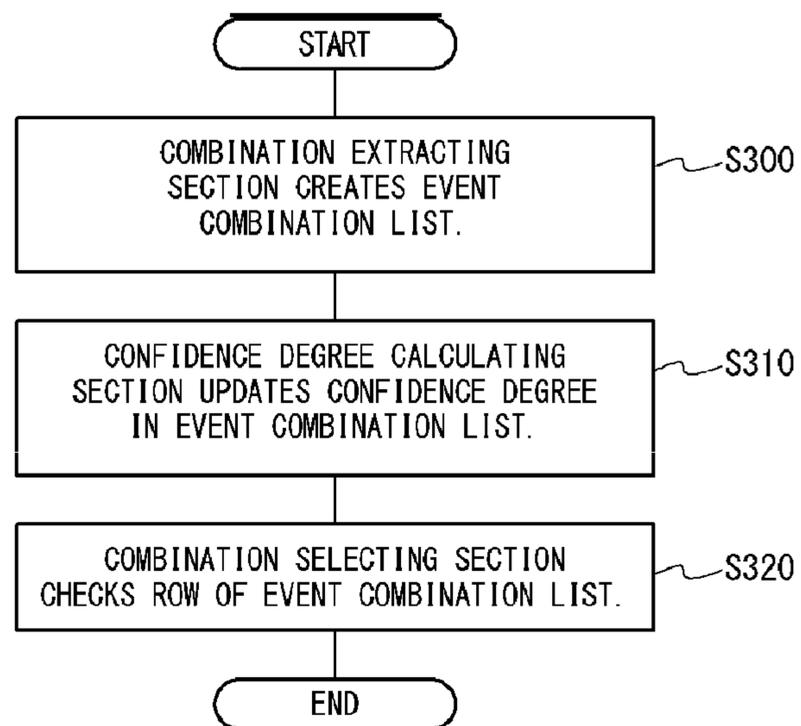 START
COMBINATION EXTRACTING
SECTION CREATES EVENT
COMBINATION LIST.
S300
CONFIDENCE DEGREE CALCULATING
SECTION UPDATES CONFIDENCE DEGREE
IN EVENT COMBINATION LIST.
S310
COMBINATION SELECTING SECTION
CHECKS ROW OF EVENT COMBINATION LIST.
S320
END